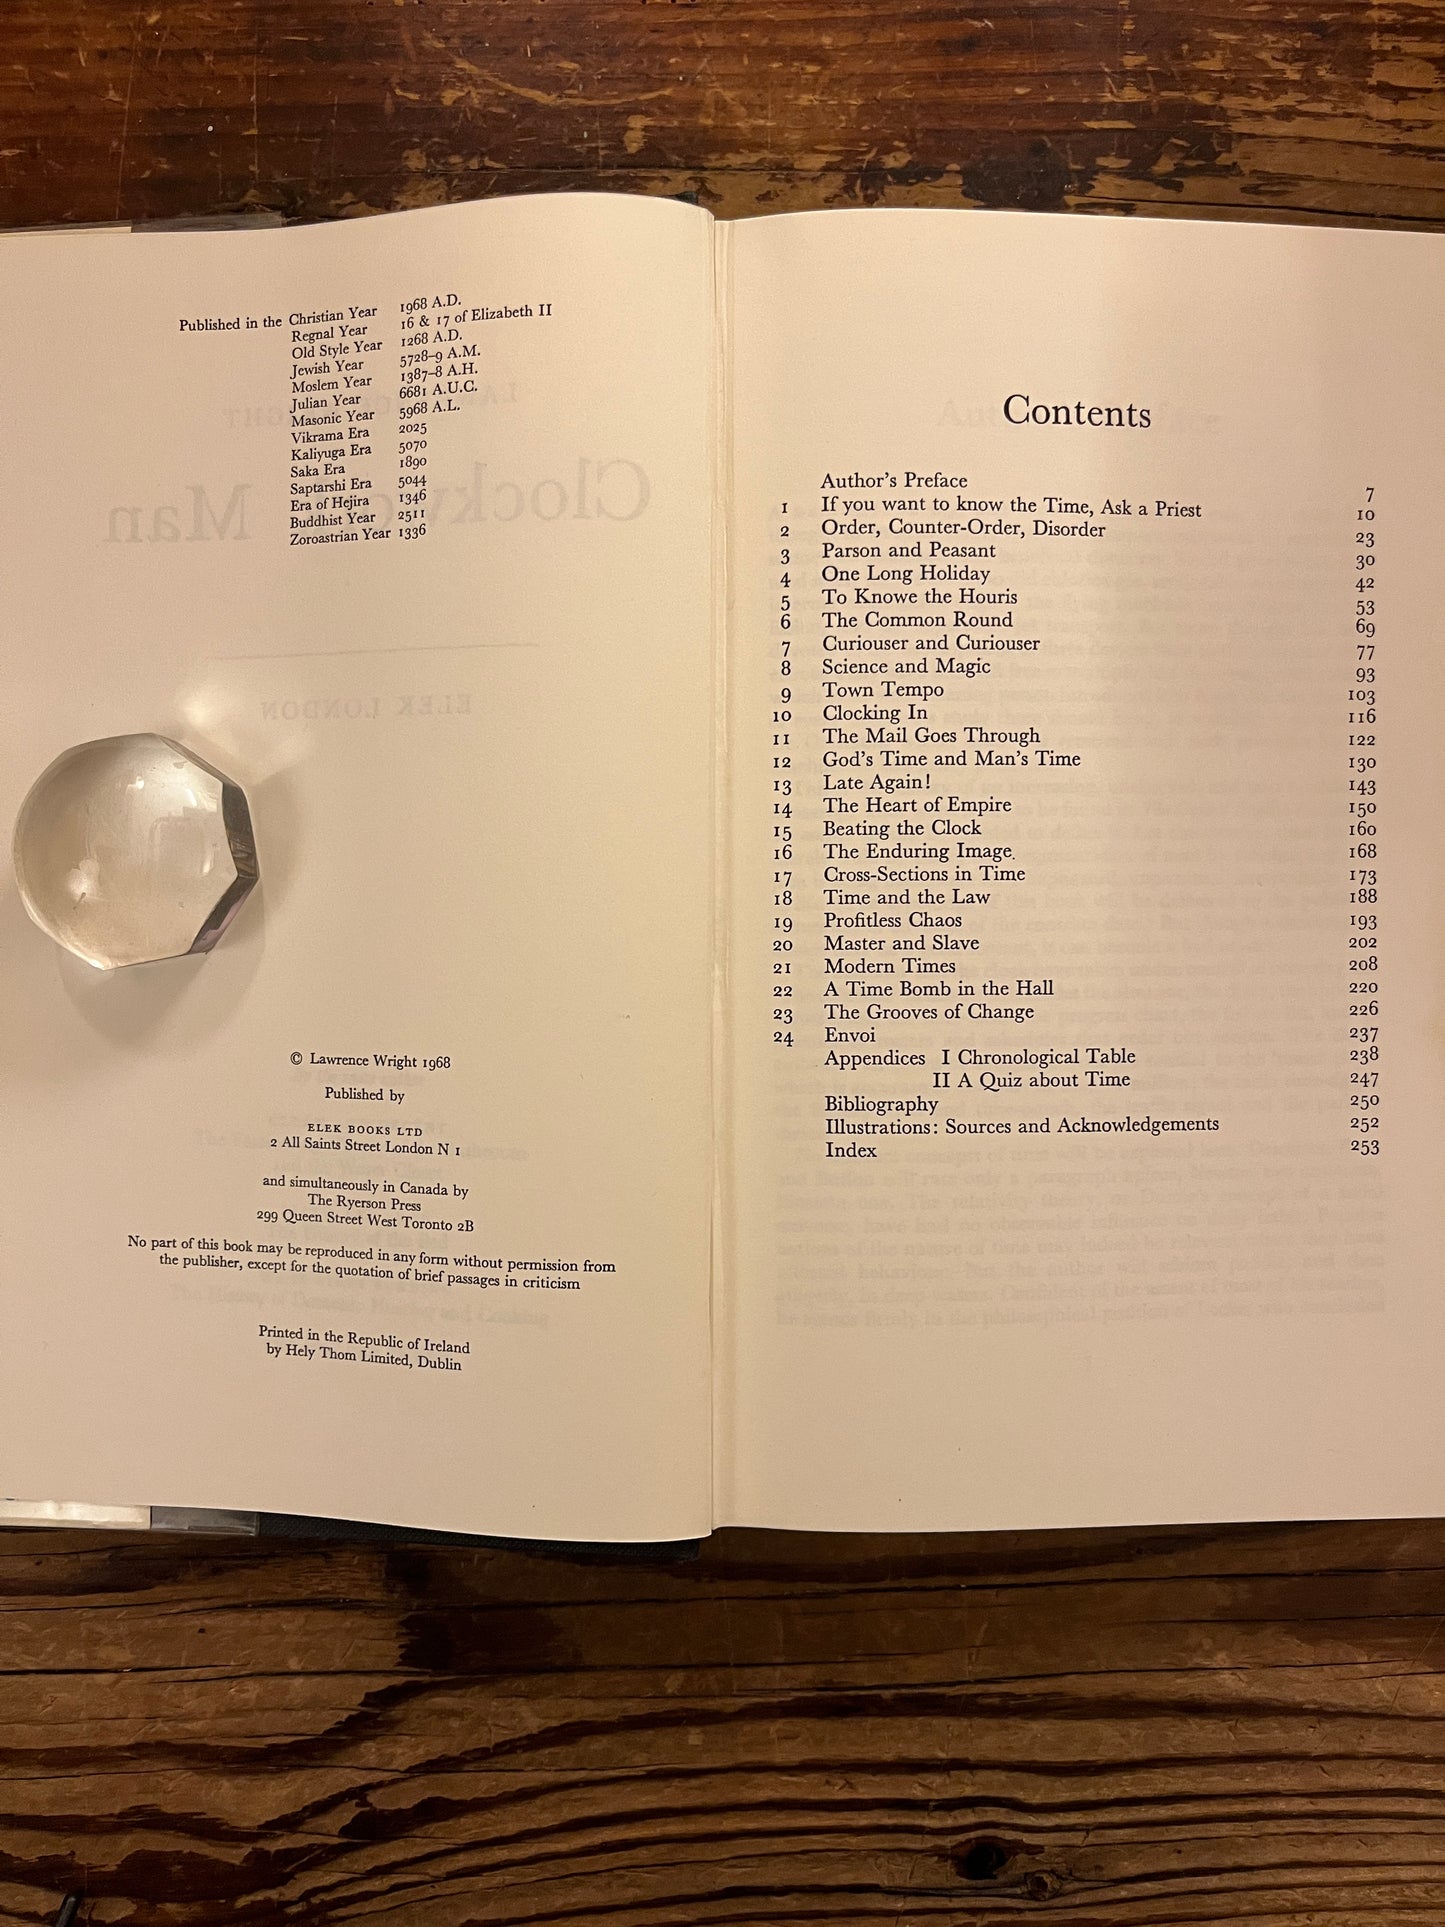 Published in the Christian Year 1968 A.D.
Regnal Year 16 & 17 of Elizabeth II
Old Style Year 1268 A.D.
Jewish Year 5728–9 A.M.
Moslem Year 1387–8 A.H.
Julian Year 6681 A.U.C.
Masonic Year 5968 A.L.
Vikrama Era 2025
Kaliyuga Era 5070
Saka Era 1890
Saptarshi Era 5044
Era of Hejira 1346
Buddhist Year 2511
Zoroastrian Year 1336
Clockwork Man
ELEK LONDON
© Lawrence Wright 1968
Published by
ELEK BOOKS LTD
2 All Saints Street London N 1
and simultaneously in Canada by
The Ryerson Press
299 Queen Street West Toronto 2B
No part of this book may be reproduced in any form without permission from
the publisher, except for the quotation of brief passages in criticism
Printed in the Republic of Ireland
by Hely Thom Limited, Dublin
Contents
Author's Preface 7
1 If you want to know the Time, Ask a Priest 10
2 Order, Counter-Order, Disorder 23
3 Parson and Peasant 30
4 One Long Holiday 42
5 To Knowe the Houris 53
6 The Common Round 69
7 Curiouser and Curiouser 77
8 Science and Magic 93
9 Town Tempo 103
10 Clocking In 116
11 The Mail Goes Through 122
12 God's Time and Man's Time 130
13 Late Again! 143
14 The Heart of Empire 150
15 Beating the Clock 160
16 The Enduring Image 168
17 Cross-Sections in Time 173
18 Time and the Law 188
19 Profitless Chaos 193
20 Master and Slave 202
21 Modern Times 208
22 A Time Bomb in the Hall 220
23 The Grooves of Change 226
24 Envoi 237
Appendices I Chronological Table 238
II A Quiz about Time 247
Bibliography 250
Illustrations: Sources and Acknowledgements 252
Index 253